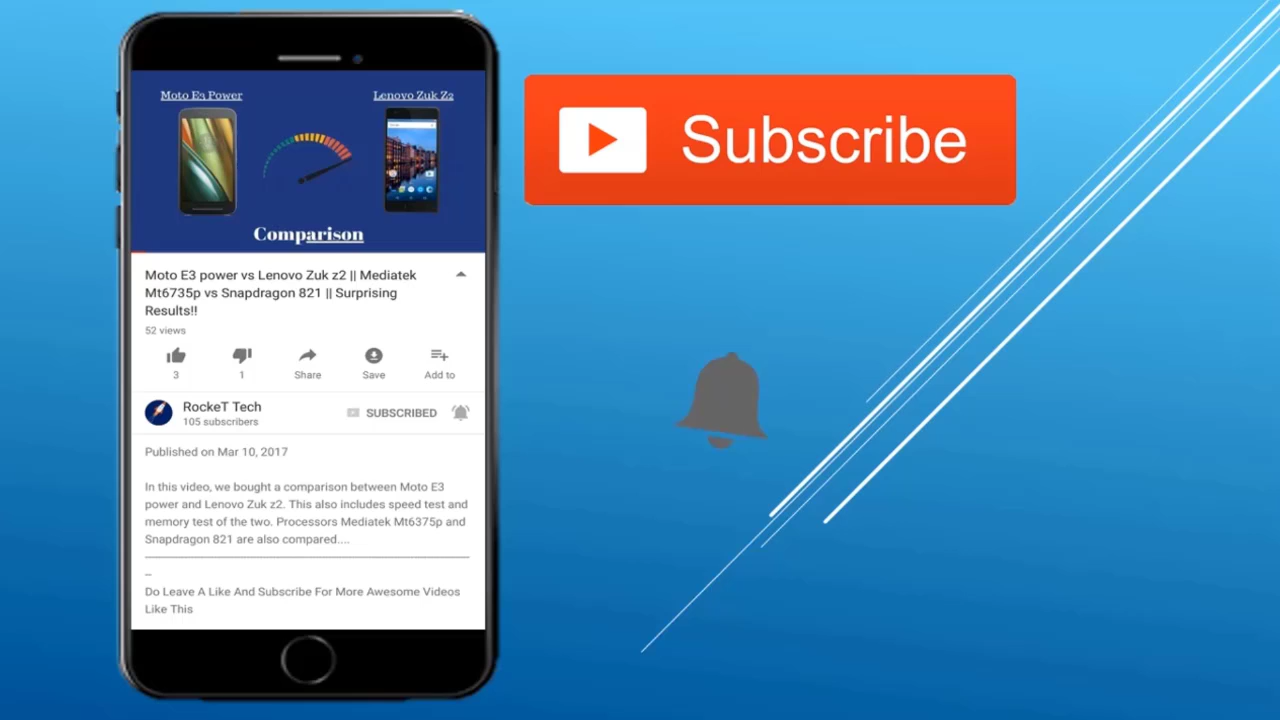 Moto E3 Power
Lenovo Zuk Z2
Comparison
Moto E3 power vs Lenovo Zuk z2 || Mediatek
Mt6735p vs Snapdragon 821 || Surprising
Results!!
52 views
3
1
Share
Save
Add to
RockeT Tech
SUBSCRIBED
105 subscribers
Published on Mar 10, 2017
In this video, we bought a comparison between Moto E3
power and Lenovo Zuk z2. This also includes speed test and
memory test of the two. Processors Mediatek Mt6375p and
Snapdragon 821 are also compared....
Do Leave A Like And Subscribe For More Awesome Videos
Like This
Subscribe